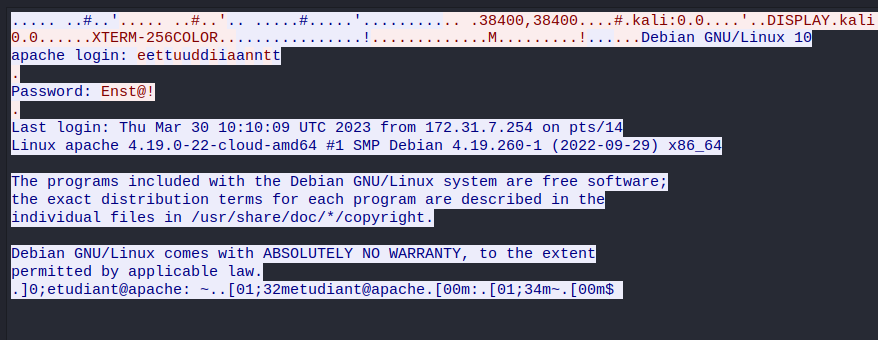 ..... ..#..'..... ..#..'.. .....#.....'........... .38400,38400....#.kali:0.0....'..DISPLAY.kali
0.0......XTERM-256COLOR................!.............M.........!......Debian GNU/Linux 10
apache login: eettuuddiiaanntt
.
Password: Enst@!
.
Last login: Thu Mar 30 10:10:09 UTC 2023 from 172.31.7.254 on pts/14
Linux apache 4.19.0-22-cloud-amd64 #1 SMP Debian 4.19.260-1 (2022-09-29) x86_64
The programs included with the Debian GNU/Linux system are free software;
the exact distribution terms for each program are described in the
individual files in /usr/share/doc/*/copyright.
Debian GNU/Linux comes with ABSOLUTELY NO WARRANTY, to the extent
permitted by applicable law.
.]0;etudiant@apache: ~..[01;32metudiant@apache.[00m:.[01;34m~.[00m$